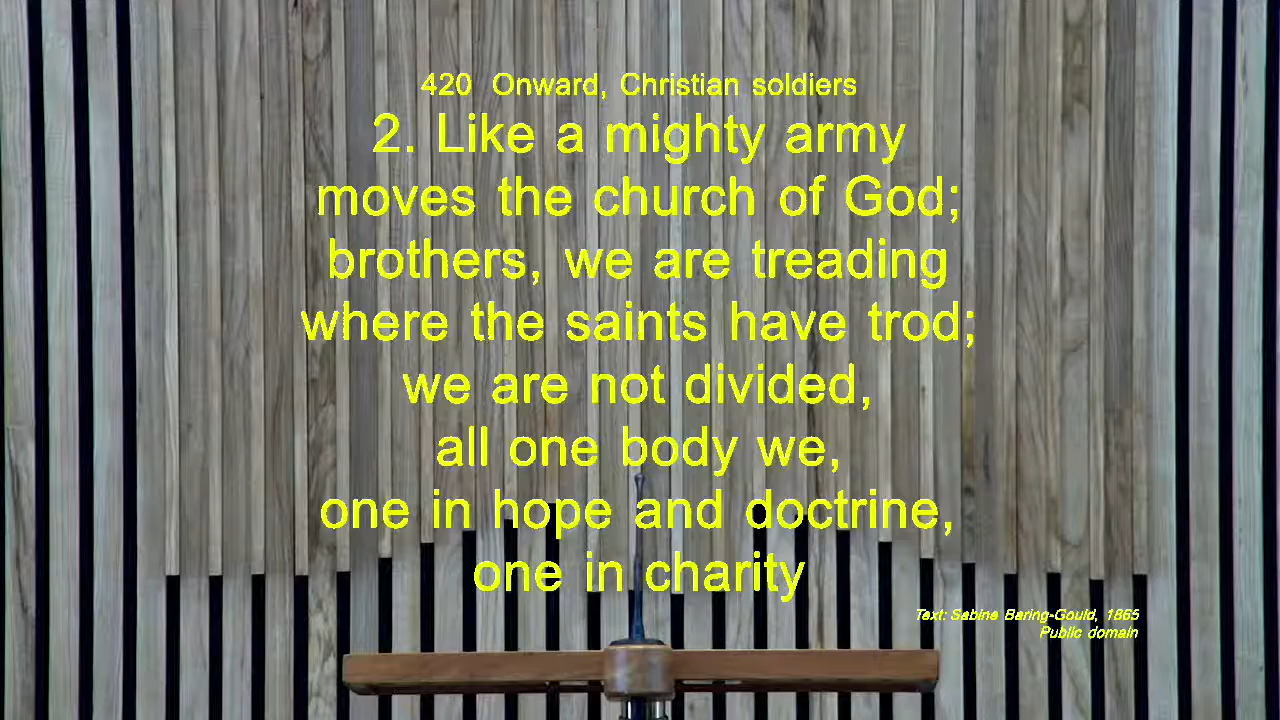 420 Onward, Christian soldiers
2. Like a mighty army
moves the church of God;
brothers, we are treading
where the saints have trod;
we are not divided,
all one body we,
one in hope and doctrine,
one in charity
Text: Sabine Baring-Gould, 1865
Public domain